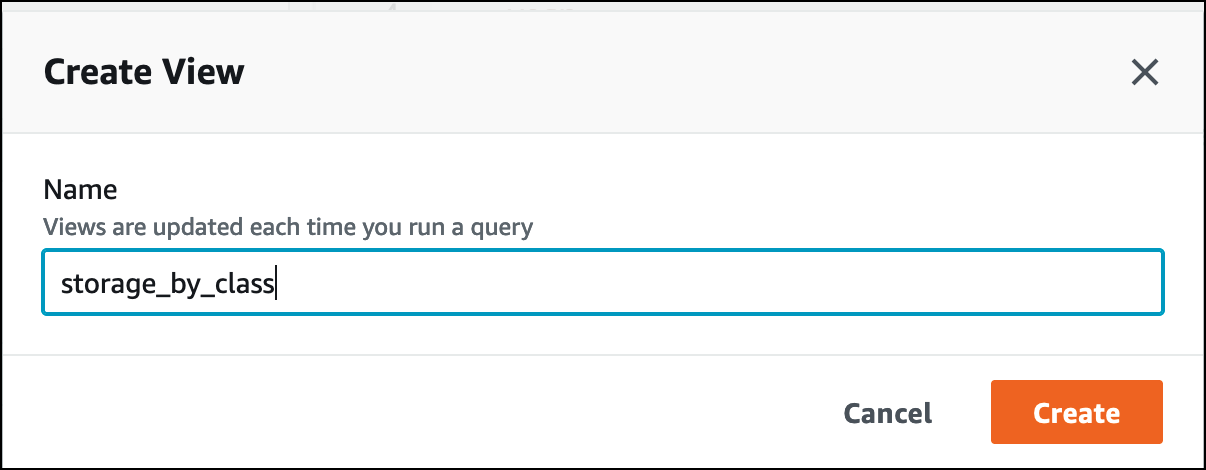 Create View
Name
Views are updated each time you run a query
storage_by_class
Cancel
Create